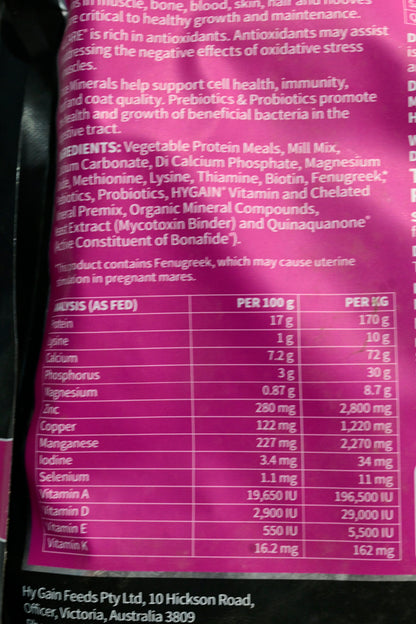 in muscle, bone, blood, skin, hair and hooves
critical to healthy growth and maintenance.
is rich in antioxidants. Antioxidants may assist
the negative effects of oxidative stress
Minerals help support cell health, immunity,
and coat quality. Prebiotics & Probiotics promote
health and growth of beneficial bacteria in the
tract.
Vegetable Protein Meals, Mill Mix,
Carbonate, Di Calcium Phosphate, Magnesium
Methionine, Lysine, Thiamine, Biotin, Fenugreek,*
Probiotics, HYGAIN® Vitamin and Chelated
Premix, Organic Mineral Compounds,
Extract (Mycotoxin Binder) and Quinaquanone®
Constituent of Bonafide®).
product contains Fenugreek, which may cause uterine
in pregnant mares.
(AS FED) PER 100 g PER KG
17 g 170 g
1 g 10 g
Calcium 7.2 g 72 g
Phosphorus 3 g 30 g
Magnesium 0.87 g 8.7 g
Zinc 280 mg 2,800 mg
Copper 122 mg 1,220 mg
Manganese 227 mg 2,270 mg
Iodine 3.4 mg 34 mg
Selenium 1.1 mg 11 mg
Vitamin A 19,650 IU 196,500 IU
Vitamin D 2,900 IU 29,000 IU
Vitamin E 550 IU 5,500 IU
Vitamin K 16.2 mg 162 mg
Hy Gain Feeds Pty Ltd, 10 Hickson Road,
Officer, Victoria, Australia 3809